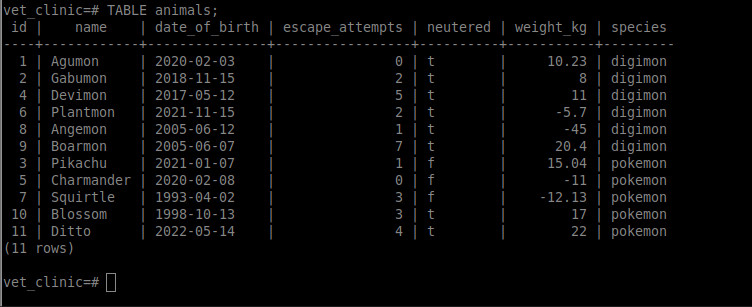 vet_clinic=# TABLE animals;
 id |    name    | date_of_birth | escape_attempts | neutered | weight_kg | species
----+------------+---------------+-----------------+----------+-----------+---------
  1 | Agumon     | 2020-02-03    |               0 | t        |     10.23 | digimon
  2 | Gabumon    | 2018-11-15    |               2 | t        |         8 | digimon
  4 | Devimon    | 2017-05-12    |               5 | t        |        11 | digimon
  6 | Plantmon   | 2021-11-15    |               2 | t        |      -5.7 | digimon
  8 | Angemon    | 2005-06-12    |               1 | t        |       -45 | digimon
  9 | Boarmon    | 2005-06-07    |               7 | t        |      20.4 | digimon
  3 | Pikachu    | 2021-01-07    |               1 | f        |     15.04 | pokemon
  5 | Charmander | 2020-02-08    |               0 | f        |       -11 | pokemon
  7 | Squirtle   | 1993-04-02    |               3 | f        |    -12.13 | pokemon
 10 | Blossom    | 1998-10-13    |               3 | t        |        17 | pokemon
 11 | Ditto      | 2022-05-14    |               4 | t        |        22 | pokemon
(11 rows)
vet_clinic=#